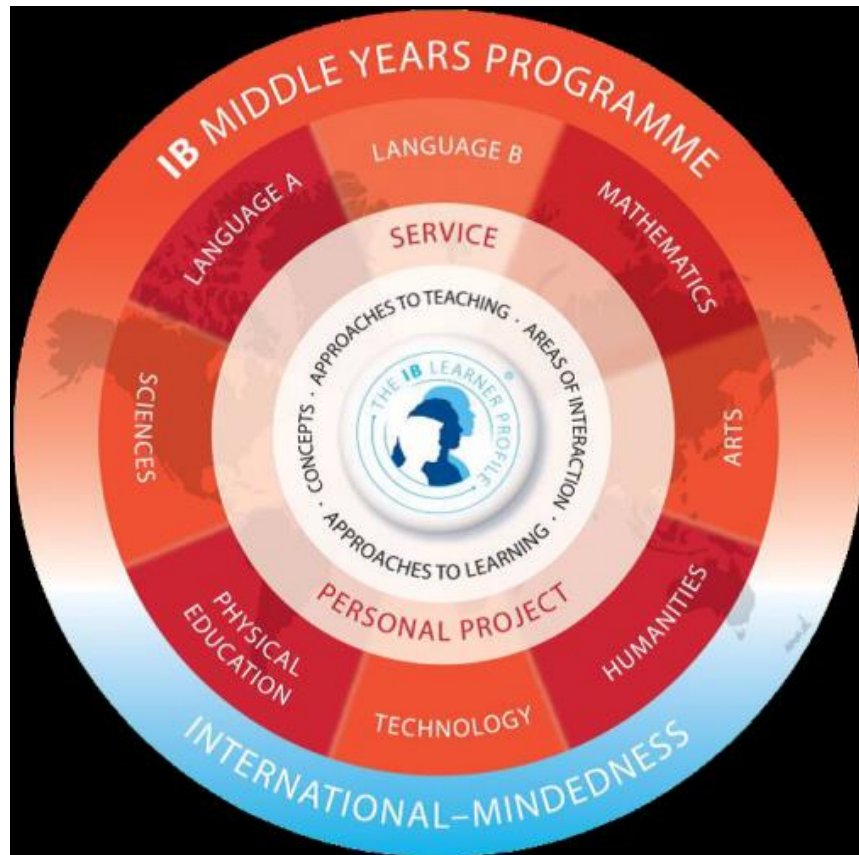 IB MIDDLE YEARS PROGRAMME
LANGUAGE A
LANGUAGE B
MATHEMATICS
SCIENCES
ARTS
PHYSICAL
EDUCATION
TECHNOLOGY
HUMANITIES
SERVICE
PERSONAL PROJECT
APPROACHES TO TEACHING · AREAS OF INTERACTION · APPROACHES TO LEARNING · CONCEPTS ·
THE IB LEARNER PROFILE ®
INTERNATIONAL–MINDEDNESS